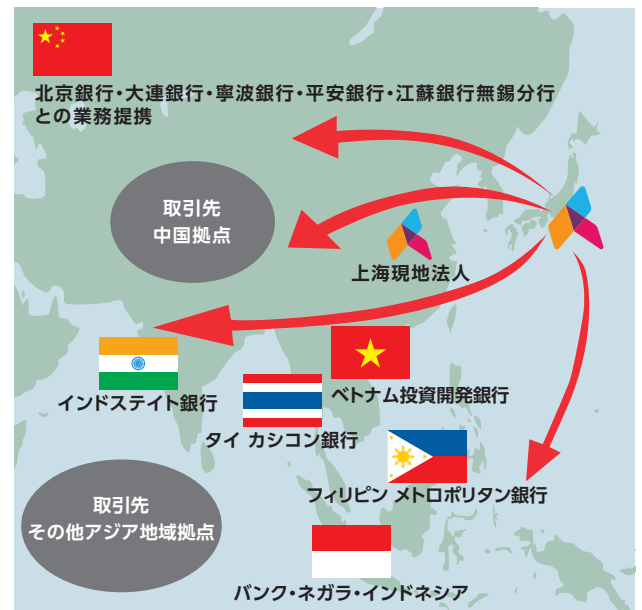 北京銀行・大連銀行・寧波銀行・平安銀行・江蘇銀行無錫分行
との業務提携
取引先
中国拠点
上海現地法人
インドステイト銀行
ベトナム投資開発銀行
タイ カシコン銀行
フィリピン メトロポリタン銀行
取引先
その他アジア地域拠点
バンク・ネガラ・インドネシア